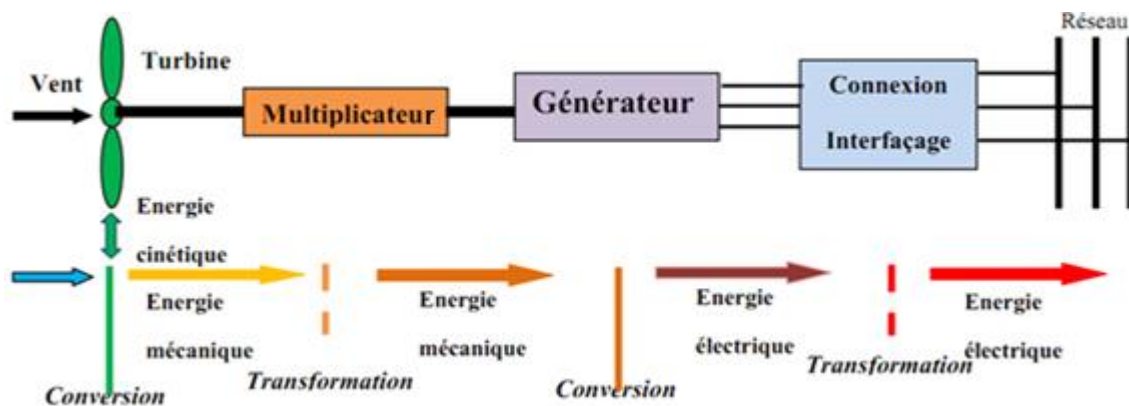 Réseau
Vent
Turbine
Multiplicateur
Générateur
Connexion
Interfaçage
Energie
cinétique
Energie
mécanique
Energie
mécanique
Energie
électrique
Energie
électrique
Conversion
Transformation
Conversion
Transformation